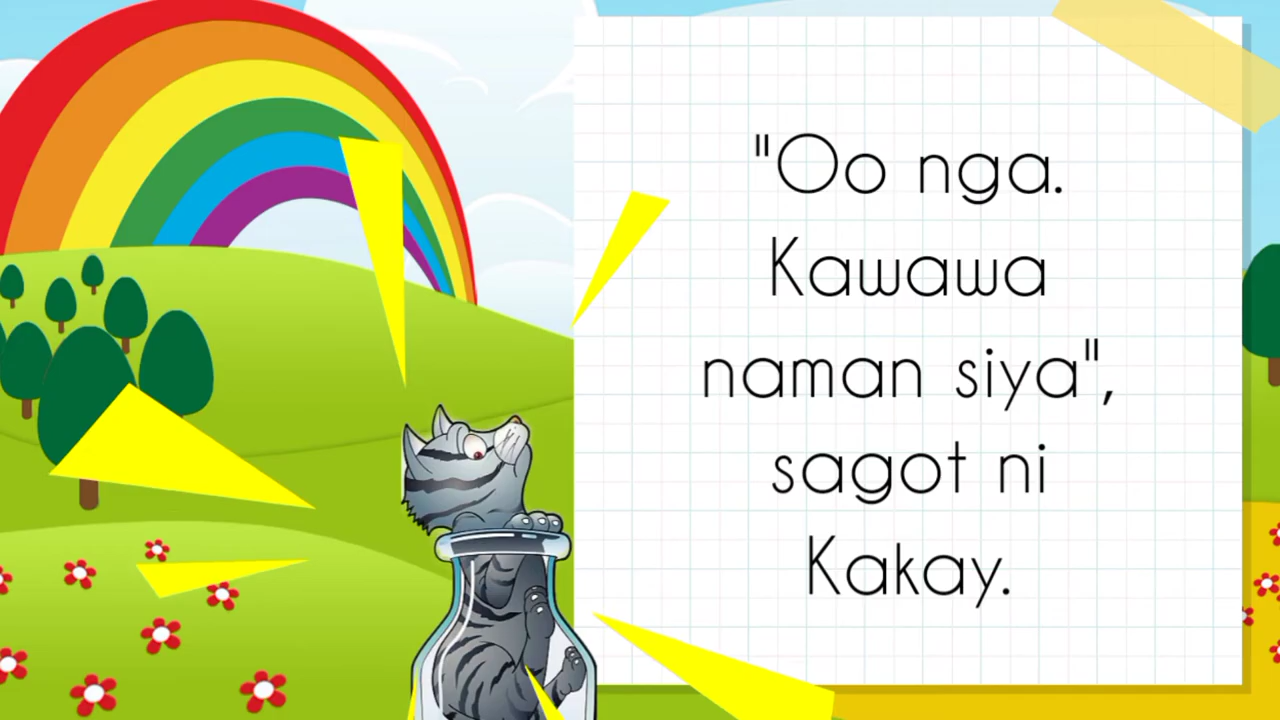 "Oo nga.
Kawawa
naman siya",
sagot ni
Kakay.